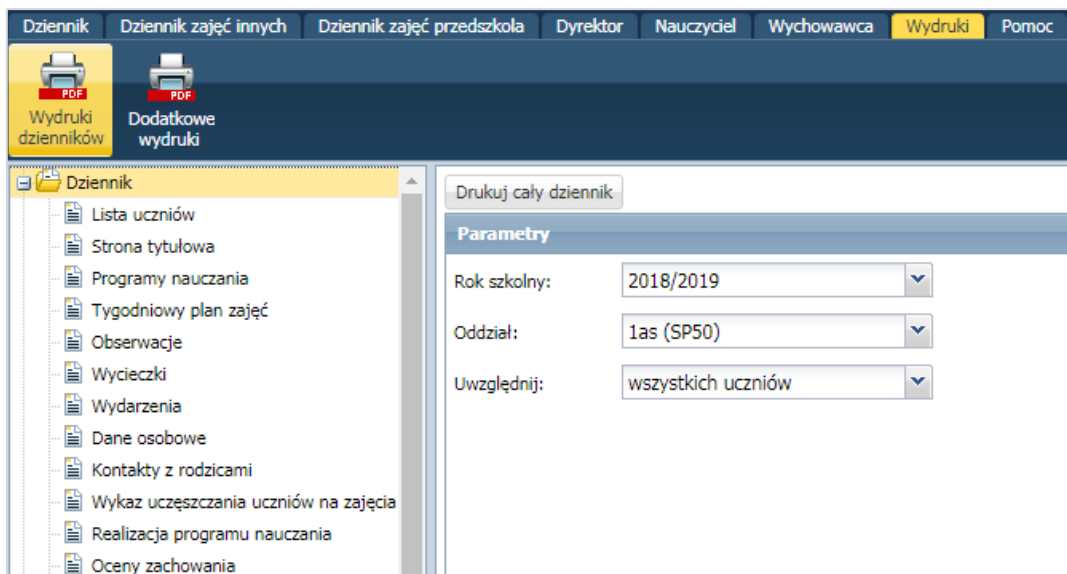 Dziennik Dziennik zajęć innych Dziennik zajęć przedszkola Dyrektor Nauczyciel Wychowawca Wydruki Pomoc
PDF PDF
Wydruki dzienników
Dodatkowe wydruki
Dziennik
Lista uczniów
Strona tytułowa
Programy nauczania
Tygodniowy plan zajęć
Obserwacje
Wycieczki
Wydarzenia
Dane osobowe
Kontakty z rodzicami
Wykaz uczęszczania uczniów na zajęcia
Realizacja programu nauczania
Oceny zachowania
Drukuj cały dziennik
Parametry
Rok szkolny: 2018/2019
Oddział: 1as (SP50)
Uwzględnij: wszystkich uczniów